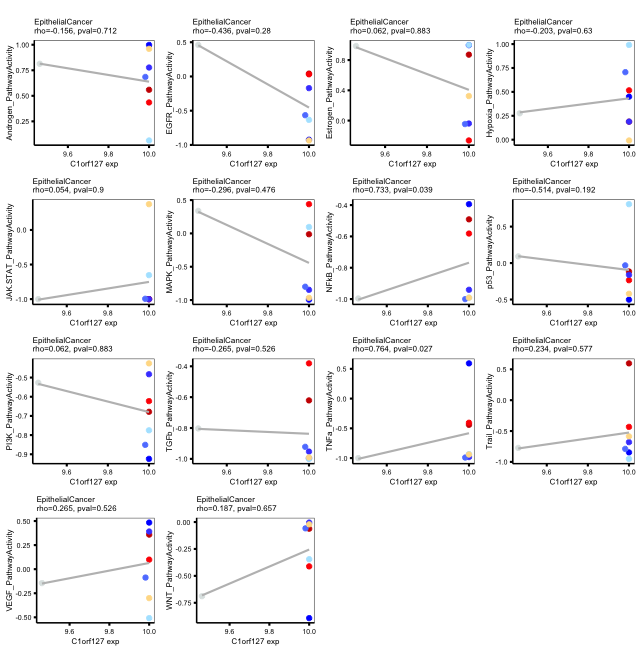 EpithelialCancer
rho=-0.156, pval=0.712
Androgen_PathwayActivity
1.00
0.75
0.50
0.25
9.6 9.8 10.0
C1orf127 exp
EpithelialCancer
rho=-0.436, pval=0.28
EGFR_PathwayActivity
0.5
0.0
-0.5
-1.0
9.6 9.8 10.0
C1orf127 exp
EpithelialCancer
rho=0.062, pval=0.883
Estrogen_PathwayActivity
0.8
0.4
0.0
9.6 9.8 10.0
C1orf127 exp
EpithelialCancer
rho=-0.203, pval=0.63
Hypoxia_PathwayActivity
1.00
0.75
0.50
0.25
0.00
9.6 9.8 10.0
C1orf127 exp
EpithelialCancer
rho=0.054, pval=0.9
JAK.STAT_PathwayActivity
0.0
-0.5
-1.0
9.6 9.8 10.0
C1orf127 exp
EpithelialCancer
rho=-0.296, pval=0.476
MAPK_PathwayActivity
0.5
0.0
-0.5
-1.0
9.6 9.8 10.0
C1orf127 exp
EpithelialCancer
rho=0.733, pval=0.039
NFkB_PathwayActivity
-0.4
-0.6
-0.8
-1.0
9.6 9.8 10.0
C1orf127 exp
EpithelialCancer
rho=-0.514, pval=0.192
p53_PathwayActivity
0.5
0.0
-0.5
9.6 9.8 10.0
C1orf127 exp
EpithelialCancer
rho=0.062, pval=0.883
PI3K_PathwayActivity
-0.5
-0.6
-0.7
-0.8
-0.9
9.6 9.8 10.0
C1orf127 exp
EpithelialCancer
rho=-0.265, pval=0.526
TGFb_PathwayActivity
-0.4
-0.6
-0.8
-1.0
9.6 9.8 10.0
C1orf127 exp
EpithelialCancer
rho=0.764, pval=0.027
TNFa_PathwayActivity
0.5
0.0
-0.5
-1.0
9.6 9.8 10.0
C1orf127 exp
EpithelialCancer
rho=0.234, pval=0.577
Trail_PathwayActivity
0.5
0.0
-0.5
-1.0
9.6 9.8 10.0
C1orf127 exp
EpithelialCancer
rho=0.265, pval=0.526
VEGF_PathwayActivity
0.50
0.25
0.00
-0.25
-0.50
9.6 9.8 10.0
C1orf127 exp
EpithelialCancer
rho=0.187, pval=0.657
WNT_PathwayActivity
0.00
-0.25
-0.50
-0.75
9.6 9.8 10.0
C1orf127 exp